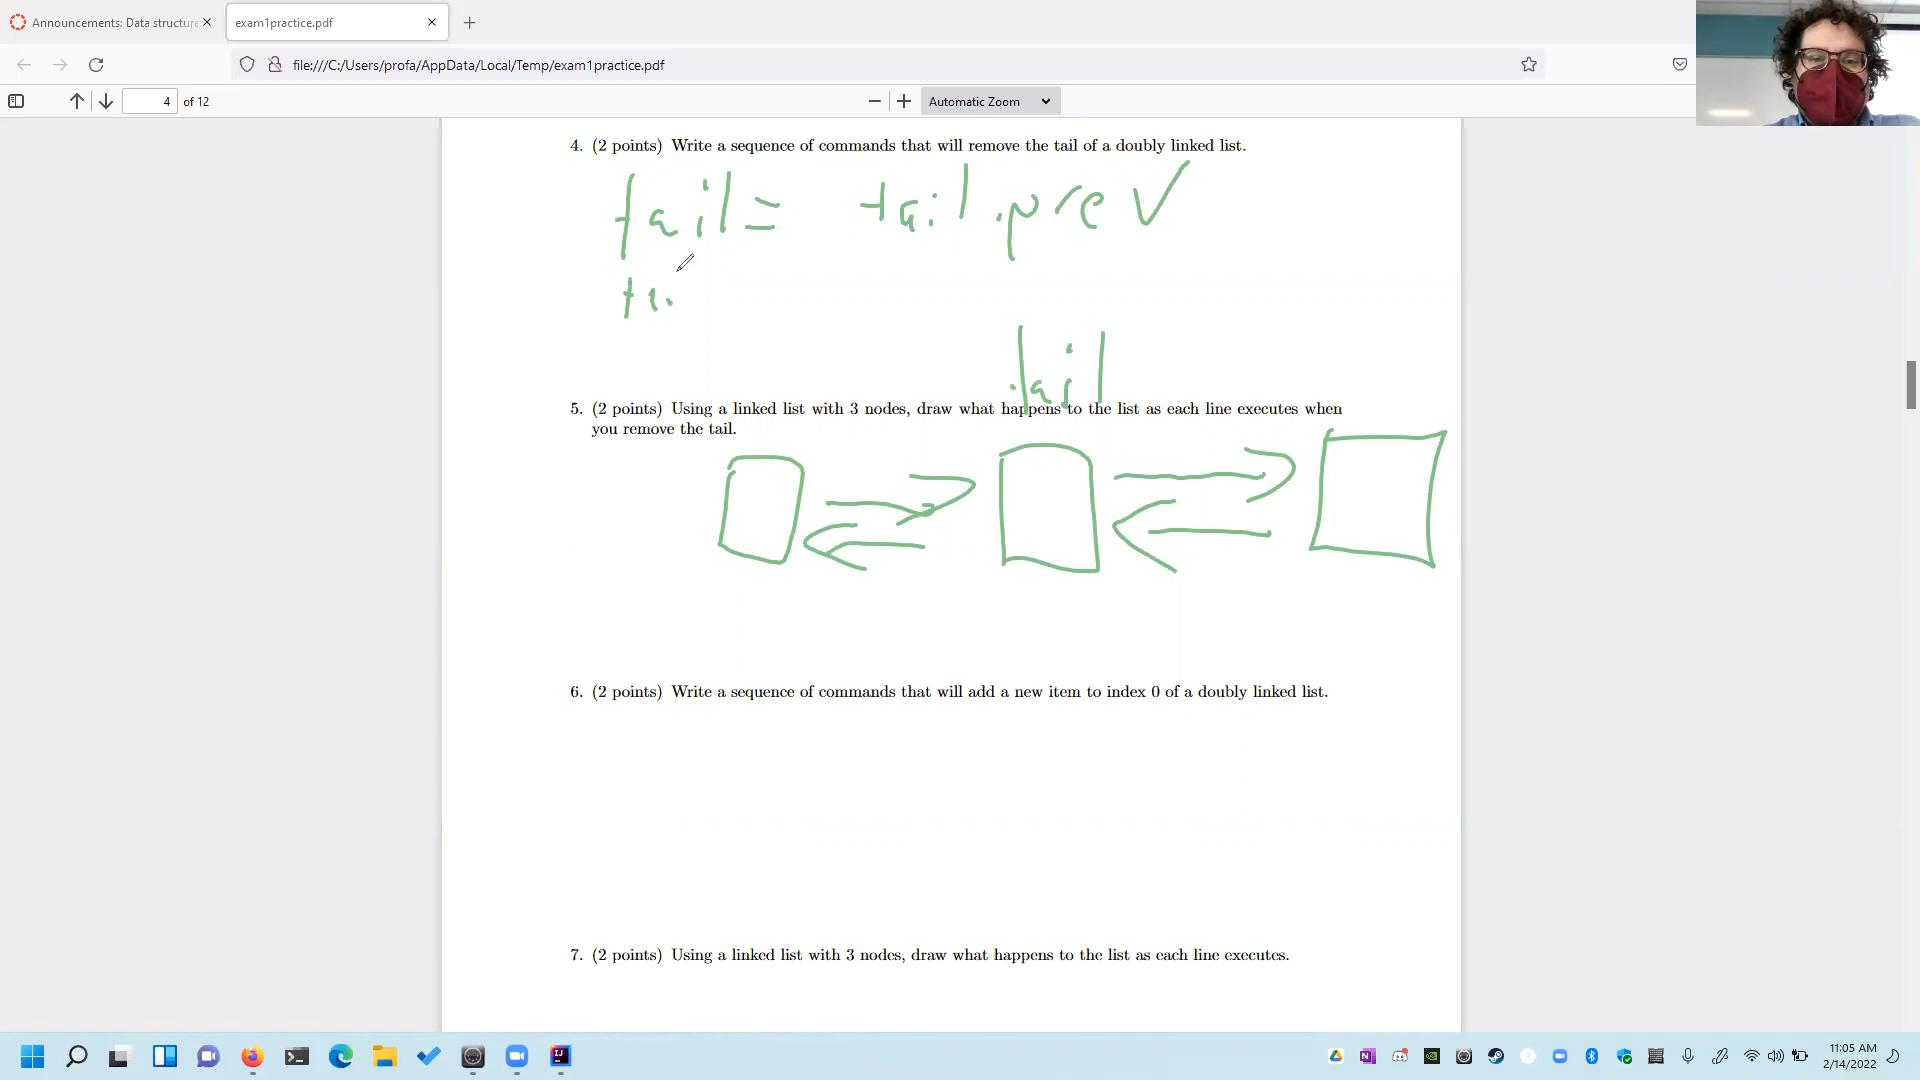 Announcements: Data structure
exam1practice.pdf
file:///C:/Users/profa/AppData/Local/Temp/exam1practice.pdf
4 of 12
Automatic Zoom
4. (2 points) Write a sequence of commands that will remove the tail of a doubly linked list.
tail = tail.prev
tai
tail
5. (2 points) Using a linked list with 3 nodes, draw what happens to the list as each line executes when
you remove the tail.
6. (2 points) Write a sequence of commands that will add a new item to index 0 of a doubly linked list.
7. (2 points) Using a linked list with 3 nodes, draw what happens to the list as each line executes.
11:05 AM
2/14/2022